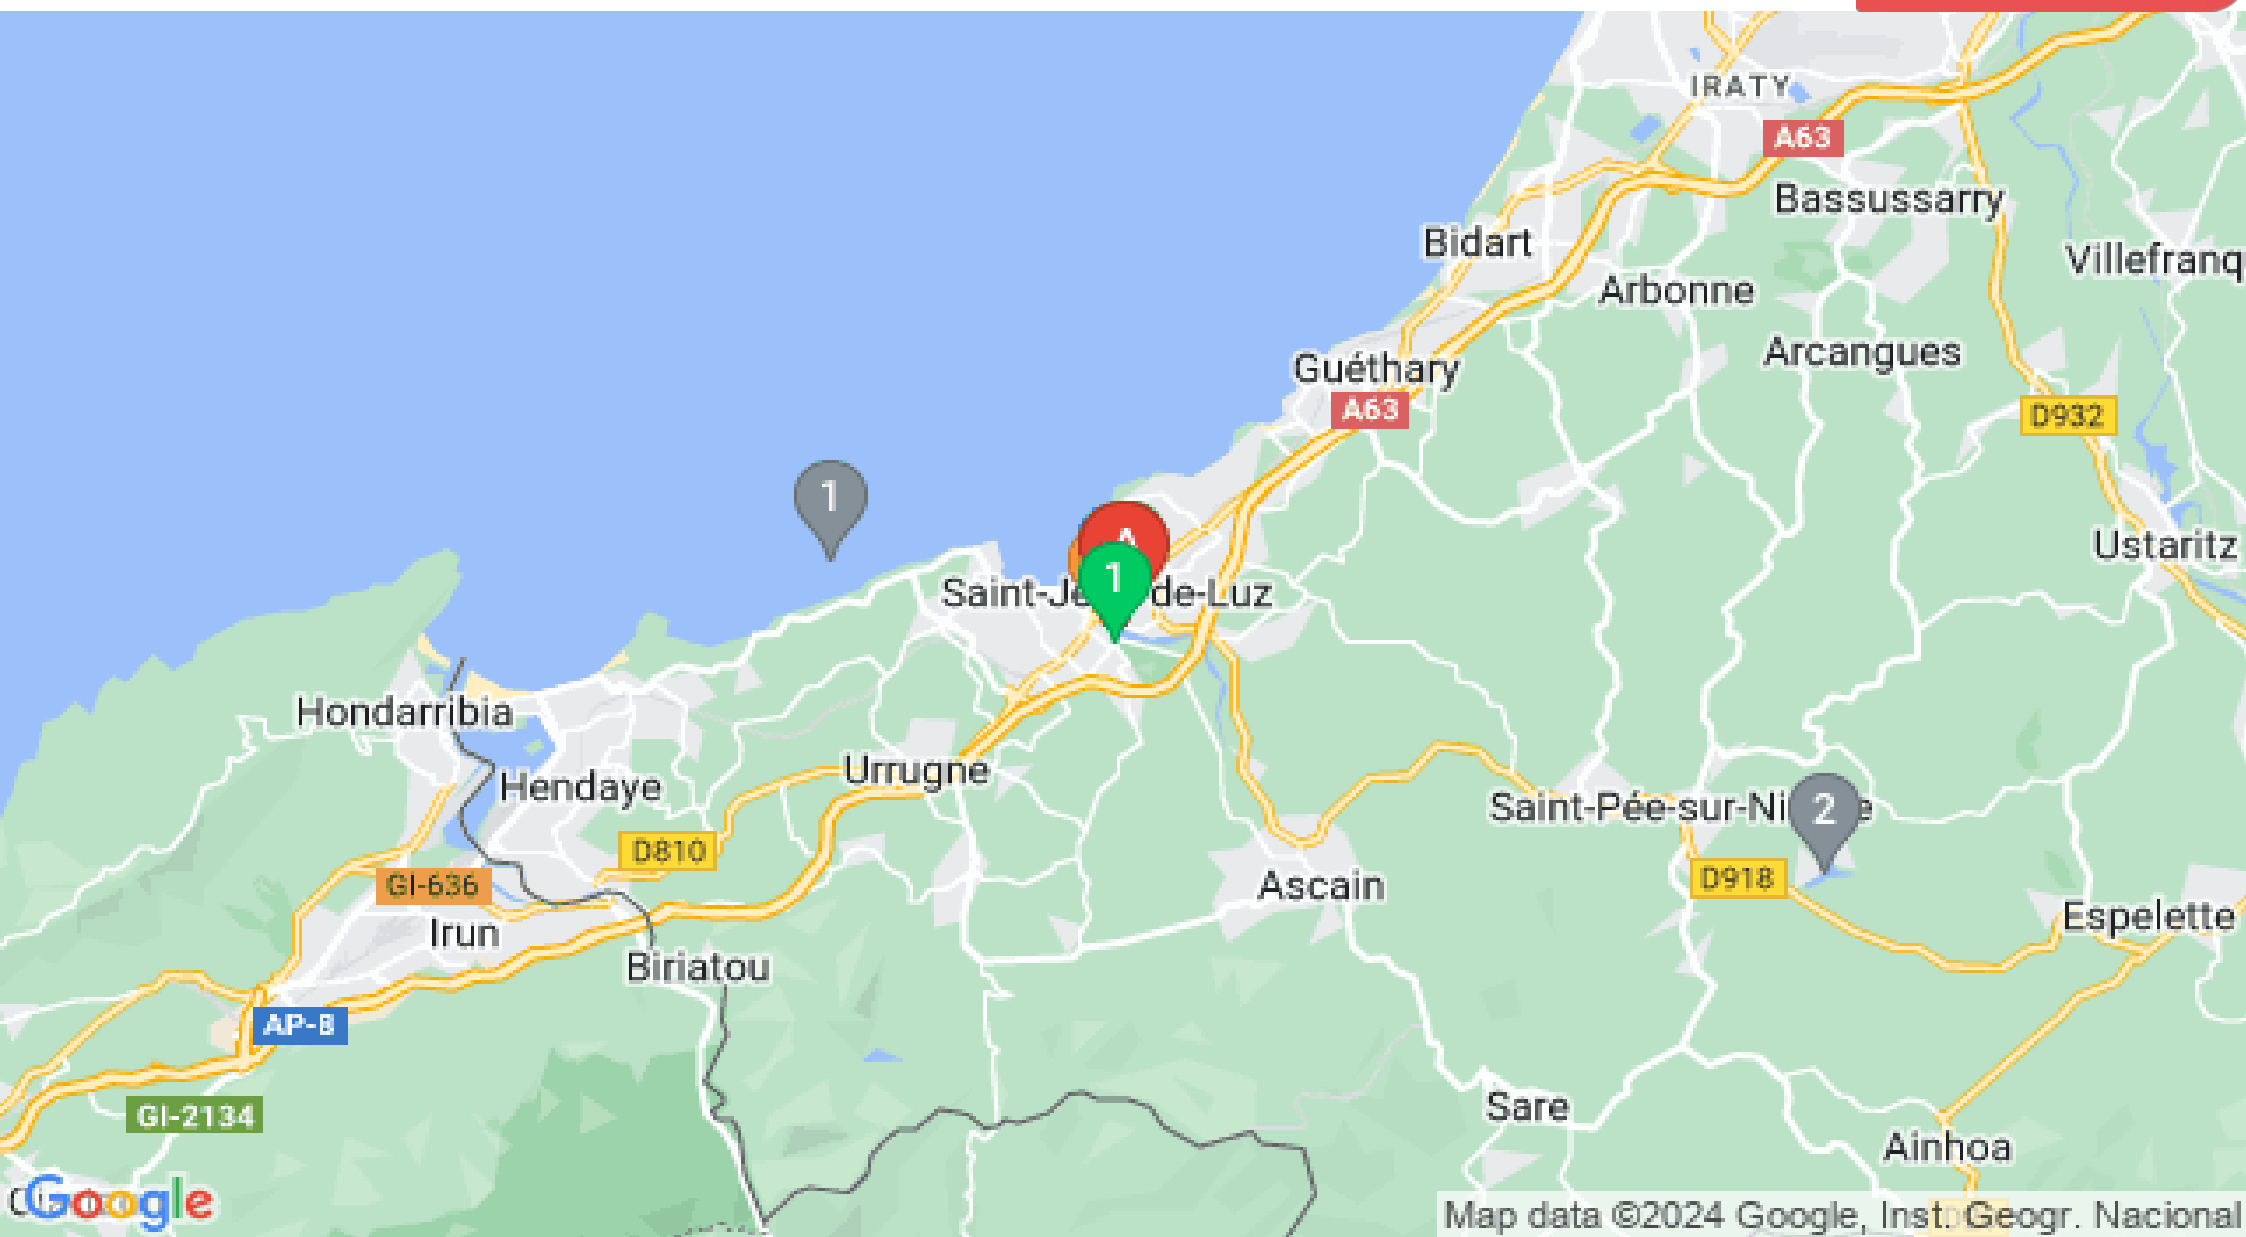 IRATY
A63
Bassussarry
Bidart
Villefranq
Arbonne
Arcangues
Guéthary
A63
D932
1
A
Ustaritz
1
Saint-Je de-Luz
Hondarribia
Urrugne
Hendaye
Saint-Pée-sur-Ni e
2
D810
D918
GI-636
Ascain
Espelette
Irun
Biriatou
AP-8
Sare
GI-2134
Ainhoa
Google
Map data ©2024 Google, Inst. Geogr. Nacional